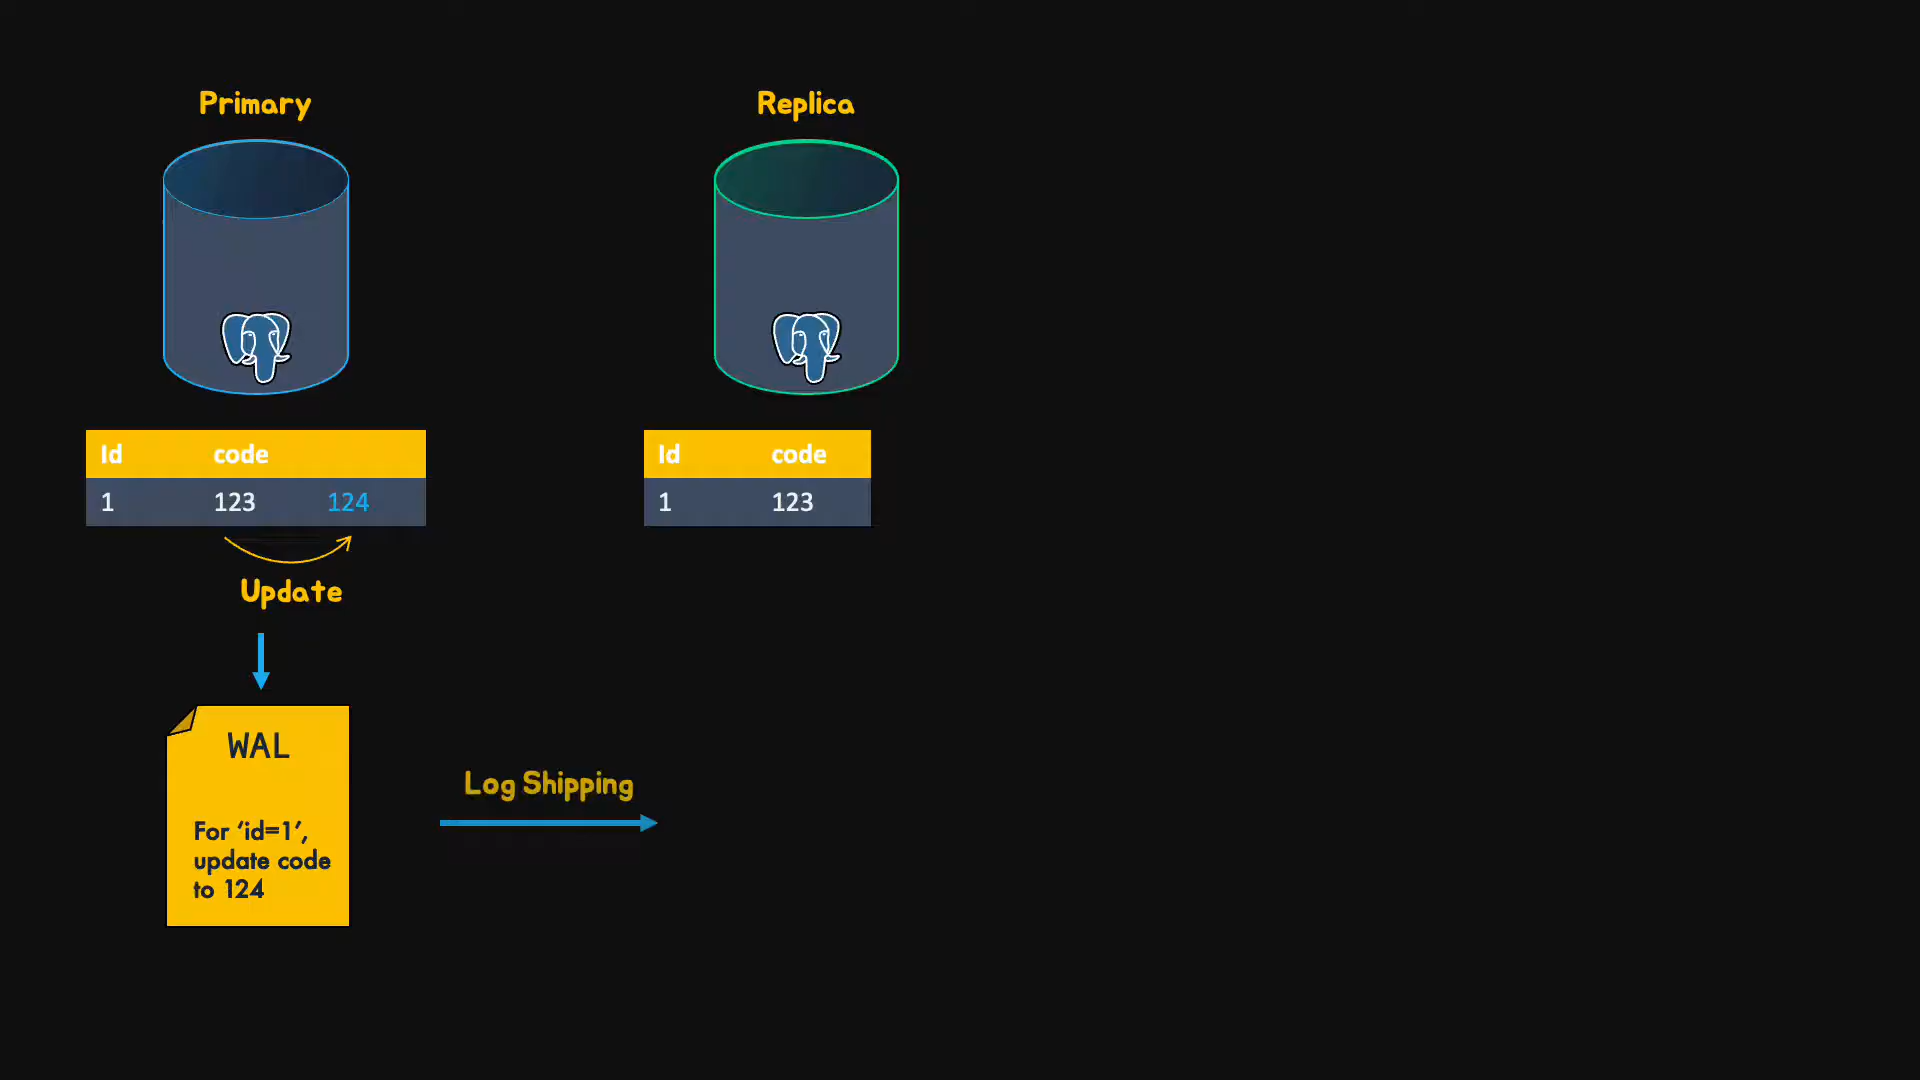 Primary
Replica
Id code
1 123 124
Id code
1 123
Update
WAL
For ‘id=1’,
update code
to 124
Log Shipping